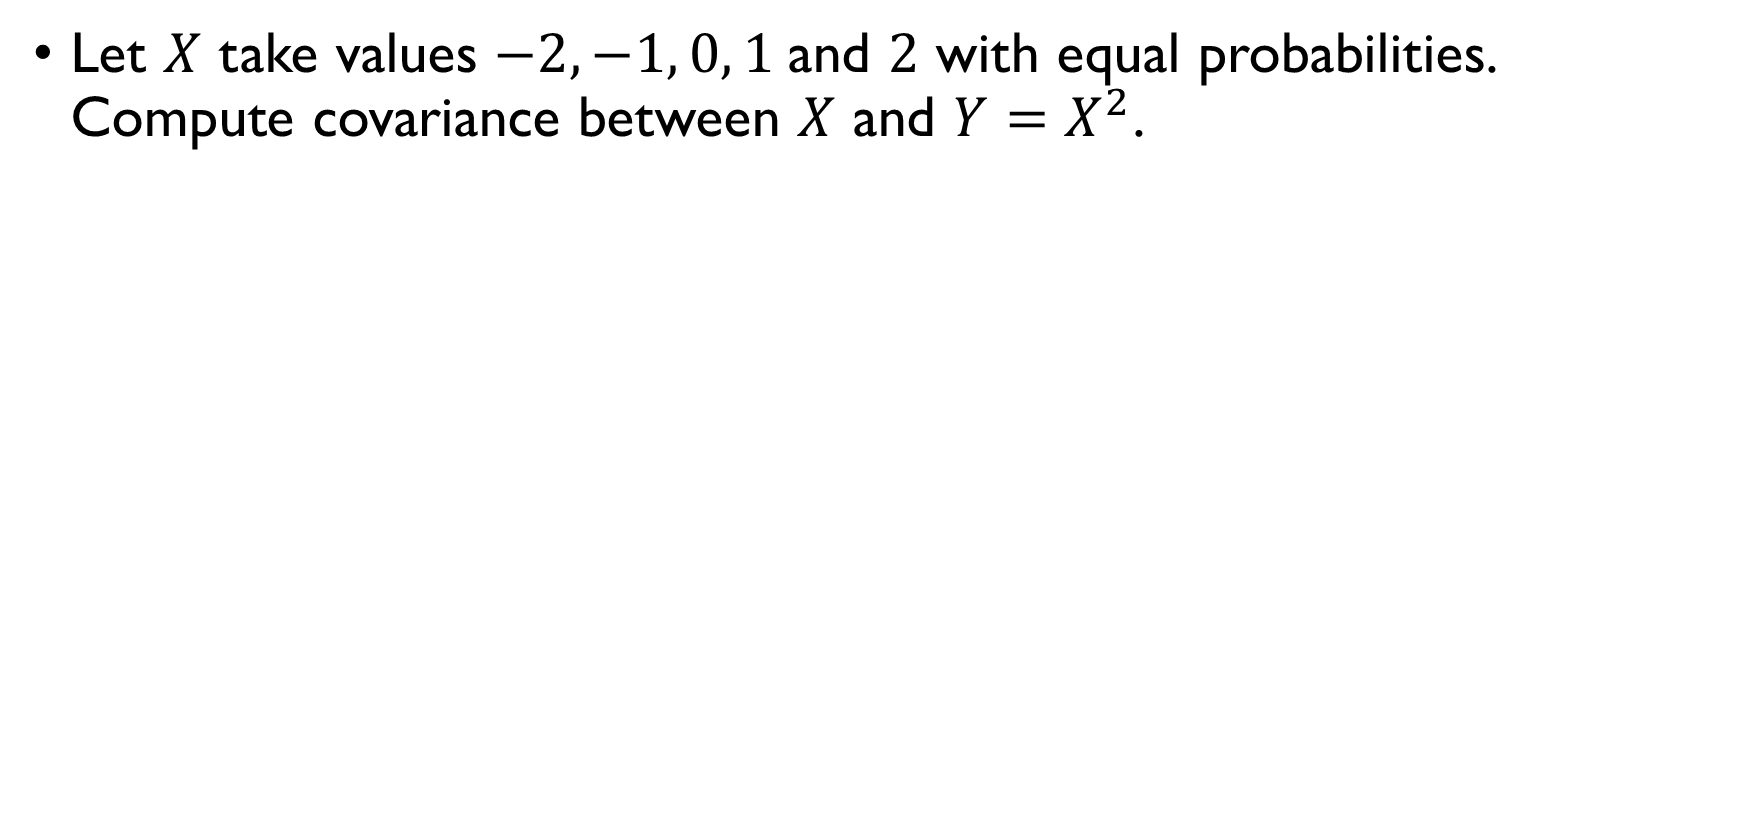 • Let X take values −2, −1, 0, 1 and 2 with equal probabilities.
Compute covariance between X and Y = X².